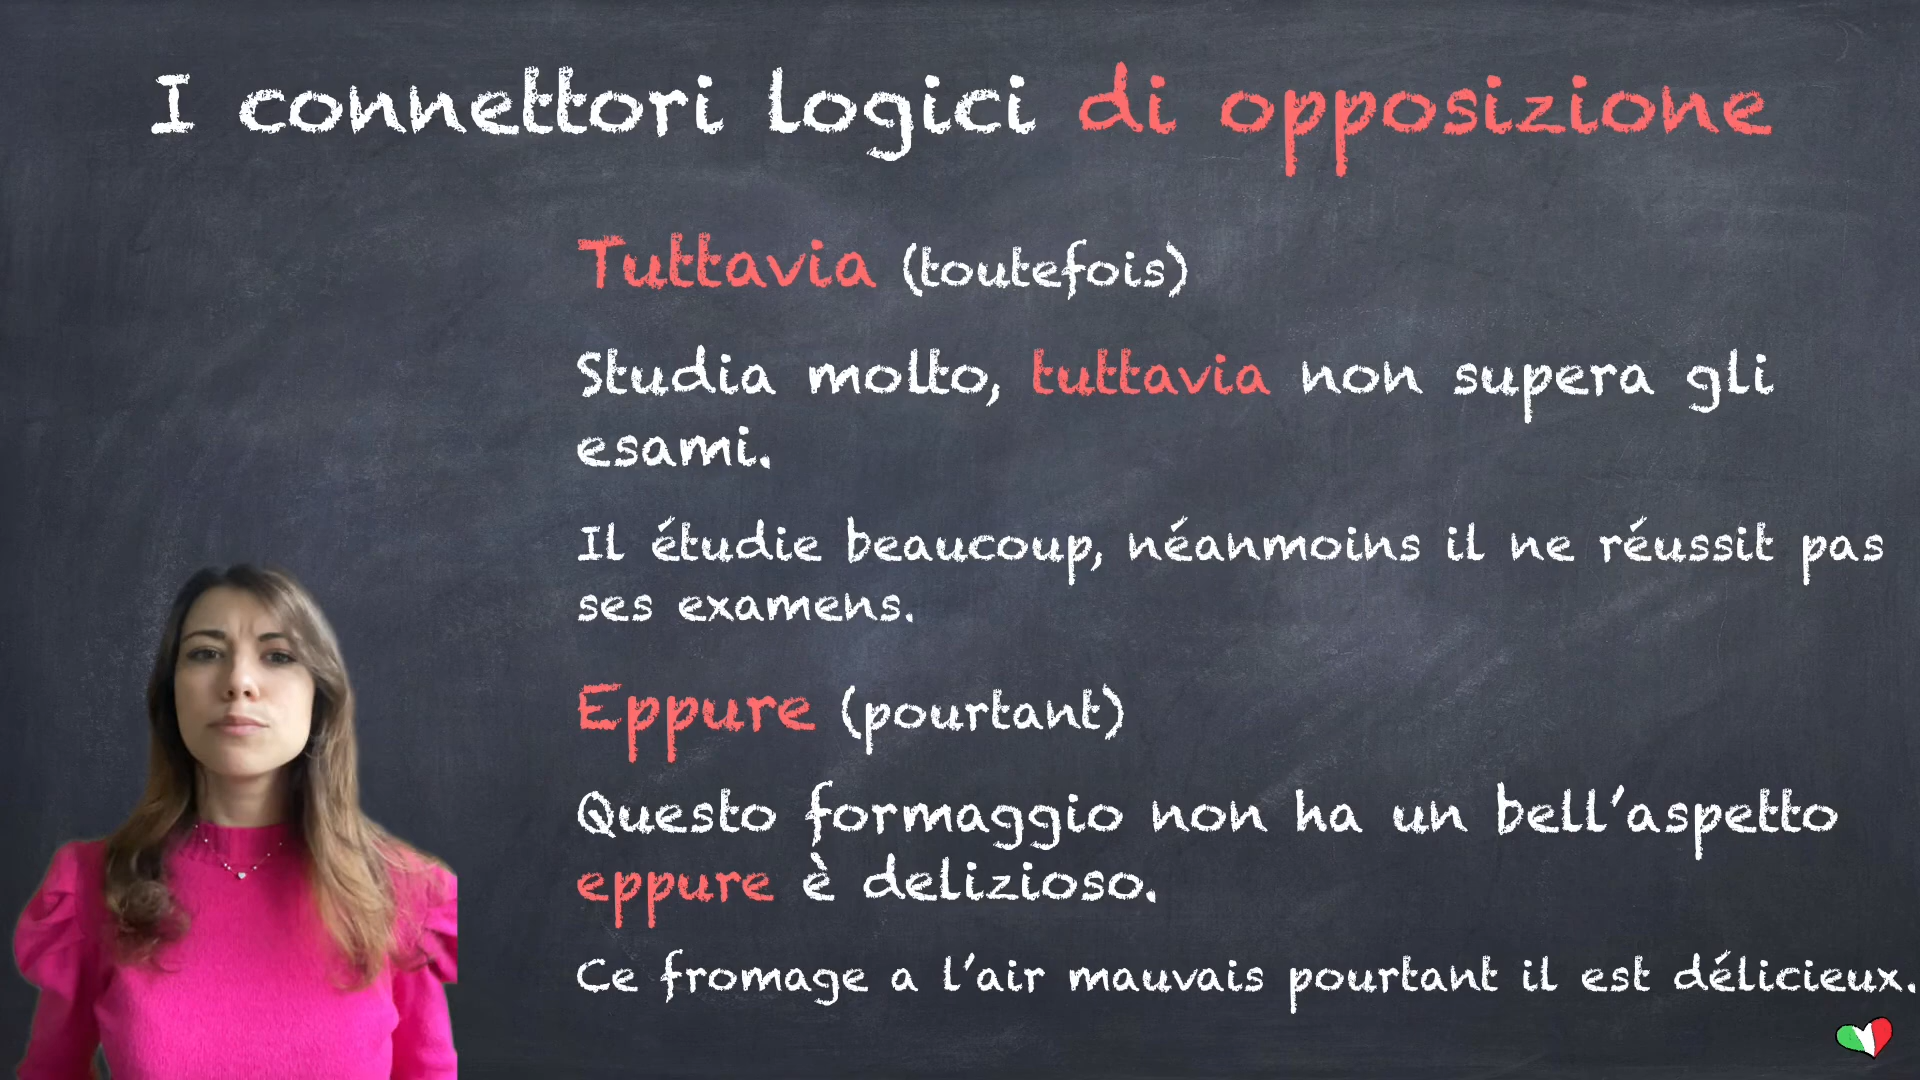 I connettori logici di opposizione
Tuttavia (toutefois)
Studia molto, tuttavia non supera gli
esami.
Il étudie beaucoup, néanmoins il ne réussit pas
ses examens.
Eppure (pourtant)
Questo formaggio non ha un bell'aspetto
eppure è delizioso.
Ce fromage a l'air mauvais pourtant il est délicieux.